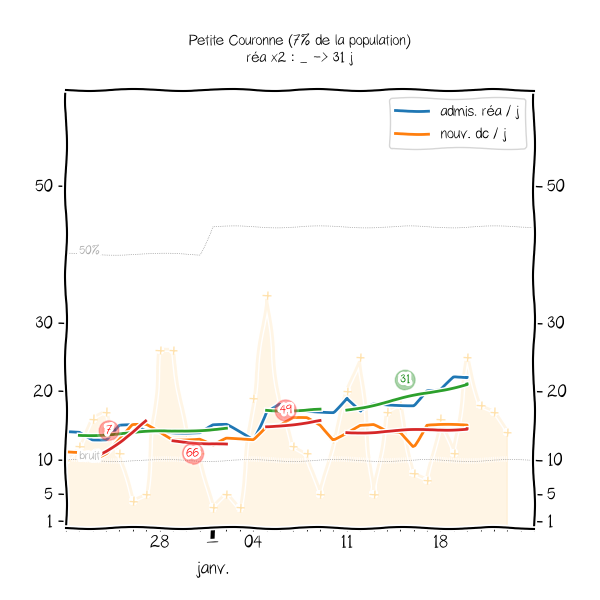 Petite Couronne (7% de la population)
réa x2 : _ -> 31 j
admis. réa / j
nouv. dc / j
50 50
50%
30 30
31
20 20
49
7
66
bruit
10 10
5 5
1 1
28 _ 04 11 18
janv.